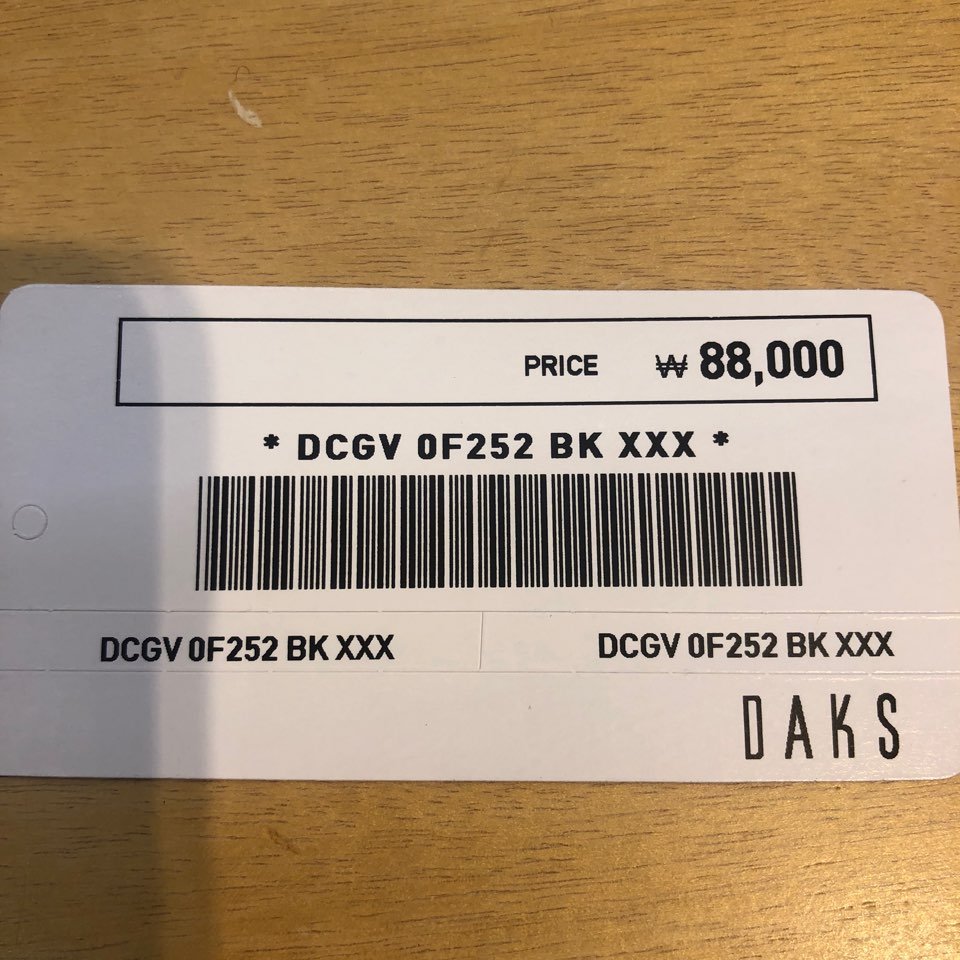 PRICE ₩ 88,000
* DCGV 0F252 BK XXX *
DCGV 0F252 BK XXX DCGV 0F252 BK XXX
DAKS